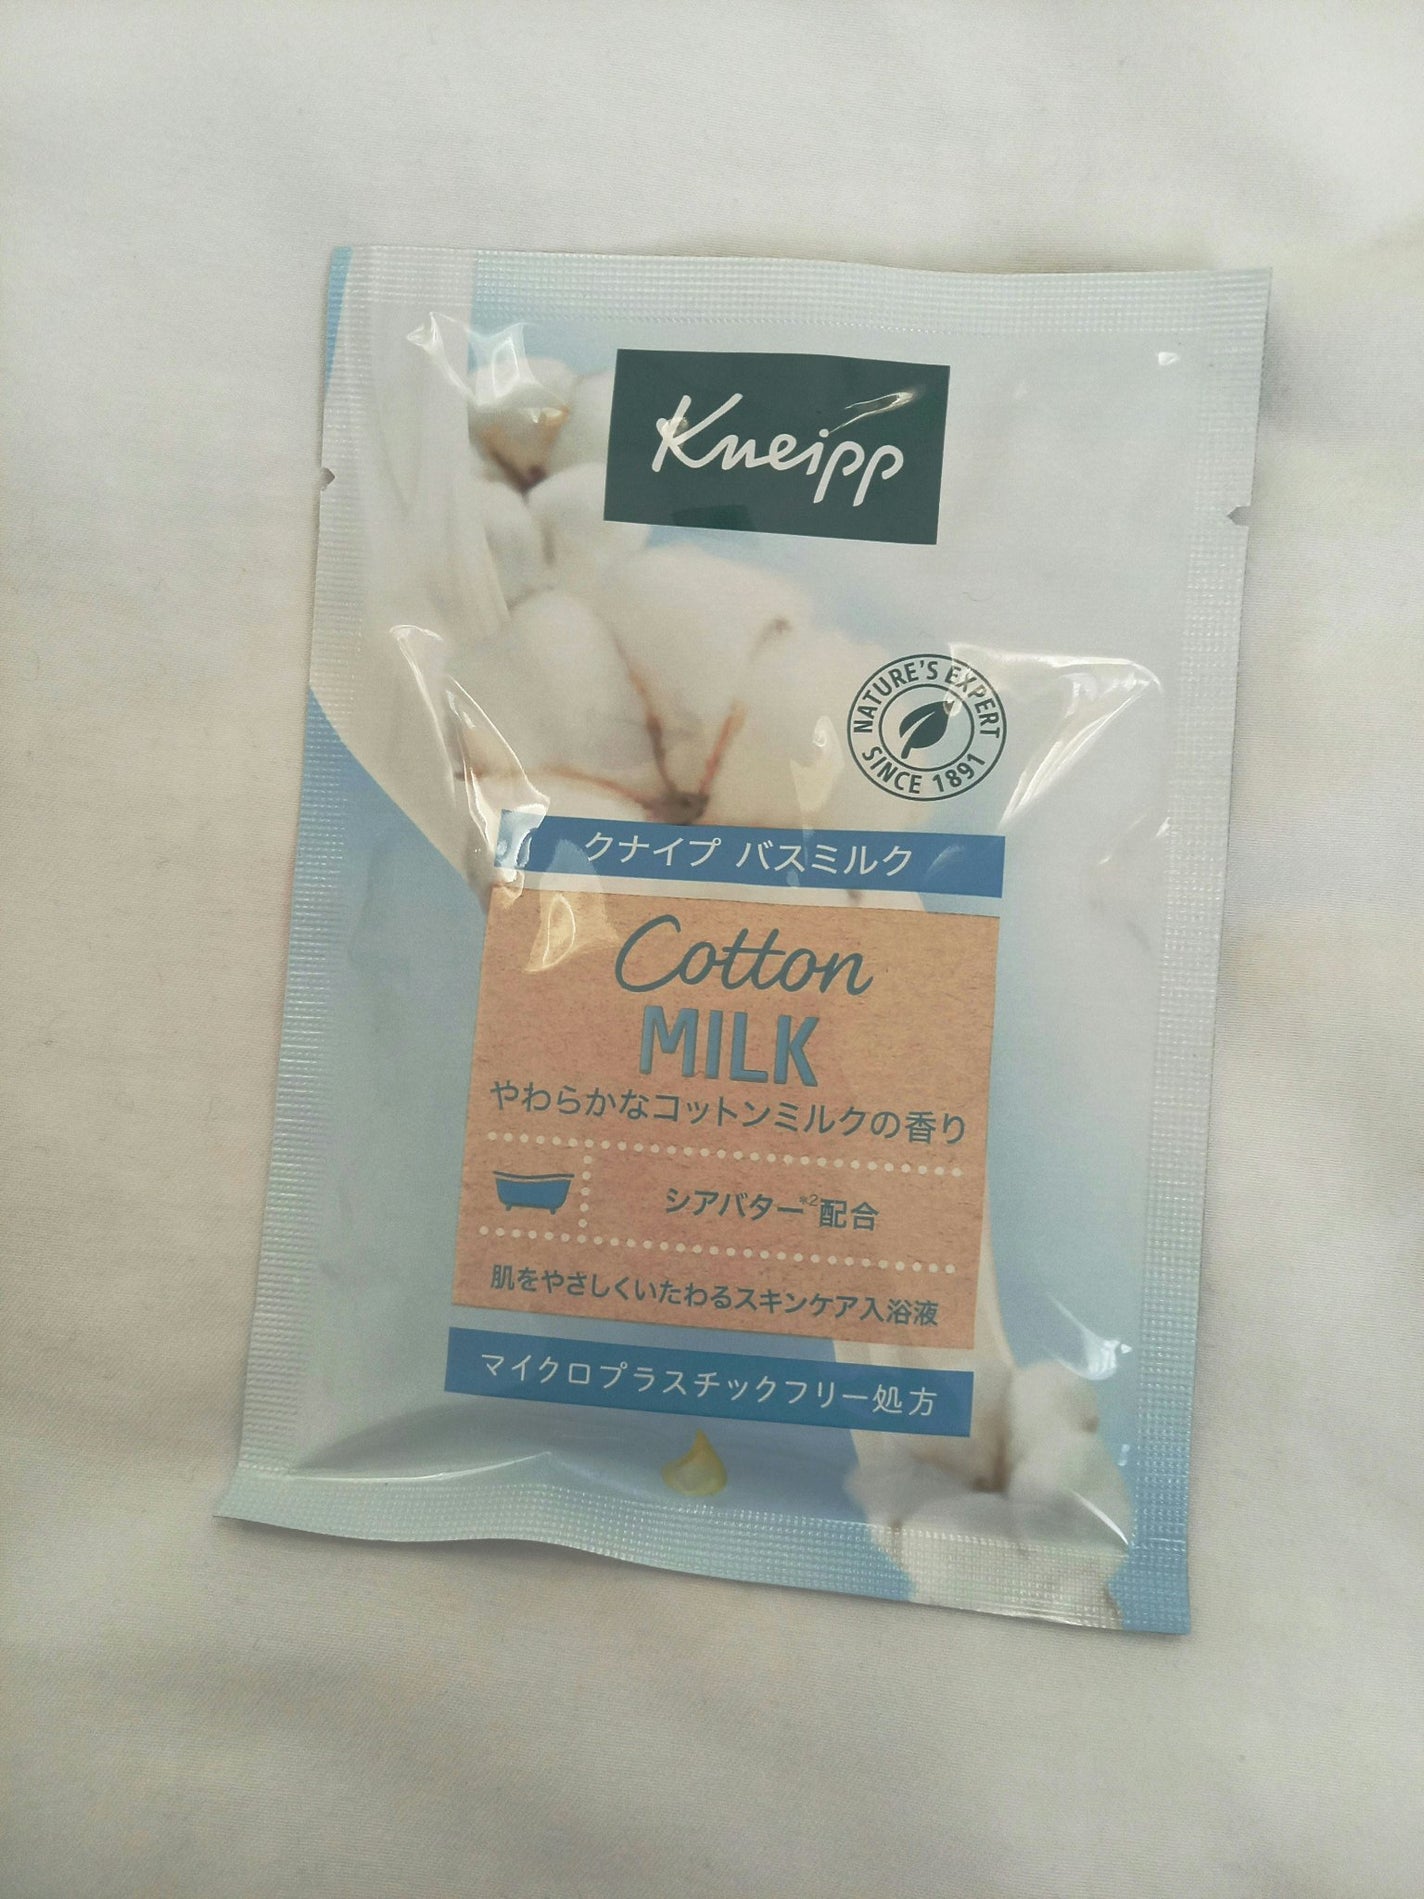 Kneipp
NATURE'S EXPERT
SINCE 1891
クナイプ バスミルク
Cotton
MILK
やわらかなコットンミルクの香り
シアバター※2配合
肌をやさしくいたわるスキンケア入浴液
マイクロプラスチックフリー処方